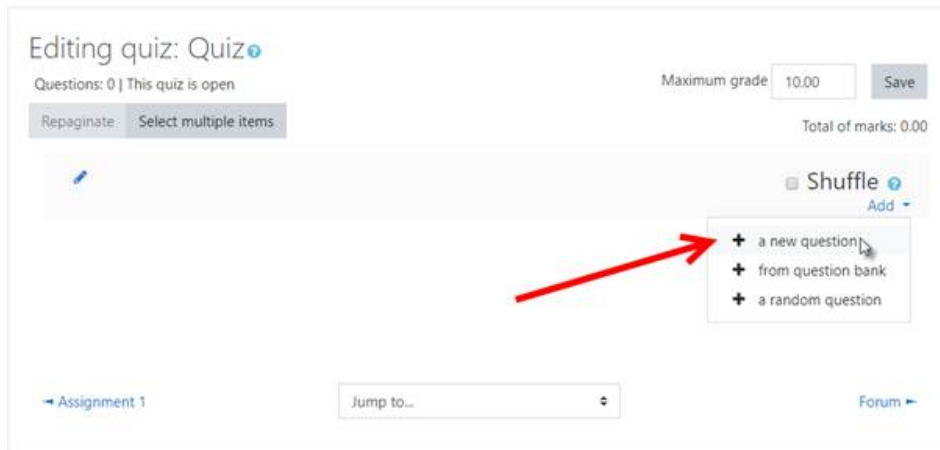 Editing quiz: Quiz
Questions: 0 | This quiz is open
Maximum grade 10.00 Save
Repaginate Select multiple items
Total of marks: 0.00
Shuffle
Add
a new question
from question bank
a random question
Assignment 1 Jump to... Forum